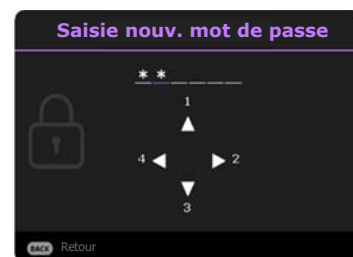 Saisie nouv. mot de passe
* * _ _ _ _
1
4 ◀ ▶ 2
3
BACK Retour